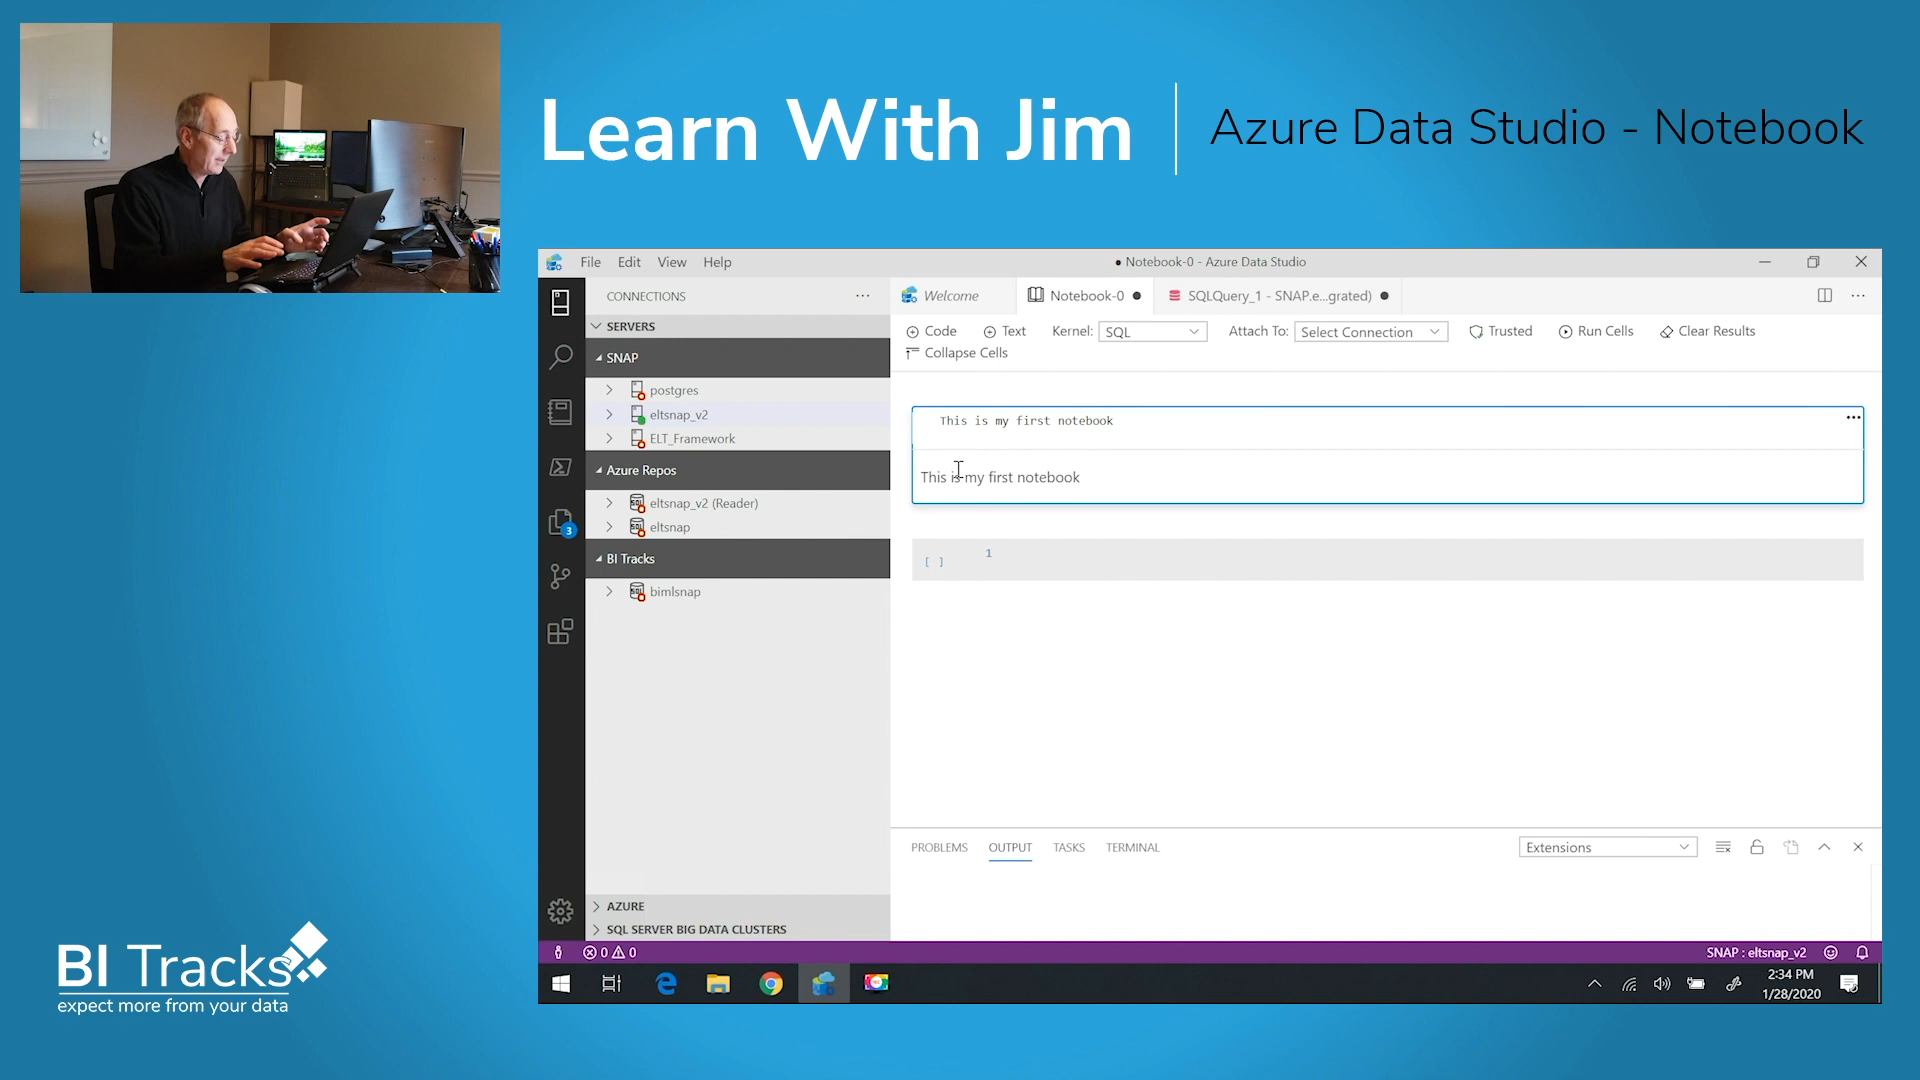 Learn With Jim
Azure Data Studio - Notebook
File Edit View Help
● Notebook-0 - Azure Data Studio
CONNECTIONS
Welcome
Notebook-0
SQLQuery_1 - SNAP.e...grated)
SERVERS
Code
Text
Kernel: SQL
Attach To: Select Connection
Trusted
Run Cells
Clear Results
Collapse Cells
SNAP
postgres
eltsnap_v2
ELT_Framework
Azure Repos
eltsnap_v2 (Reader)
eltsnap
BI Tracks
bimlsnap
This is my first notebook
This is my first notebook
[ ] 1
3
PROBLEMS OUTPUT TASKS TERMINAL
Extensions
AZURE
SQL SERVER BIG DATA CLUSTERS
0 0
SNAP : eltsnap_v2
2:34 PM
1/28/2020
BI Tracks
expect more from your data